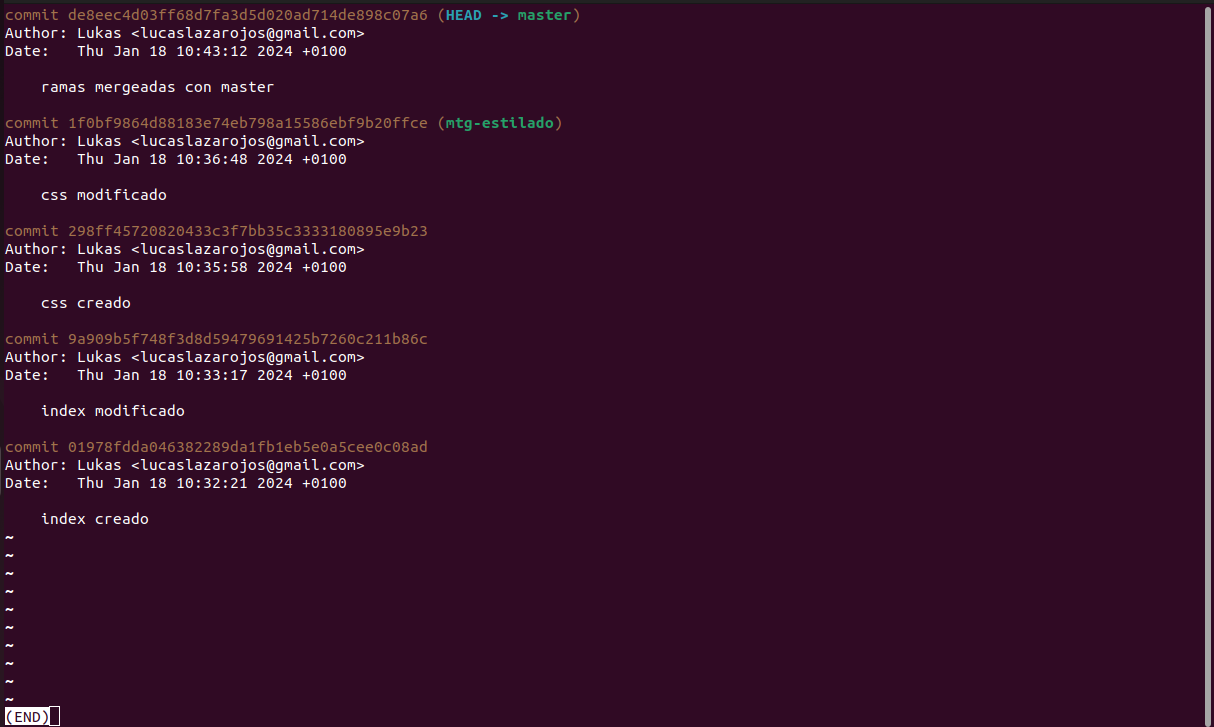 commit de8eec4d03ff68d7fa3d5d020ad714de898c07a6 (HEAD -> master)
Author: Lukas <lucaslazarojos@gmail.com>
Date:   Thu Jan 18 10:43:12 2024 +0100

    ramas mergeadas con master

commit 1f0bf9864d88183e74eb798a15586ebf9b20ffce (mtg-estilado)
Author: Lukas <lucaslazarojos@gmail.com>
Date:   Thu Jan 18 10:36:48 2024 +0100

    css modificado

commit 298ff45720820433c3f7bb35c3333180895e9b23
Author: Lukas <lucaslazarojos@gmail.com>
Date:   Thu Jan 18 10:35:58 2024 +0100

    css creado

commit 9a909b5f748f3d8d59479691425b7260c211b86c
Author: Lukas <lucaslazarojos@gmail.com>
Date:   Thu Jan 18 10:33:17 2024 +0100

    index modificado

commit 01978fdda046382289da1fb1eb5e0a5cee0c08ad
Author: Lukas <lucaslazarojos@gmail.com>
Date:   Thu Jan 18 10:32:21 2024 +0100

    index creado
~
~
~
~
~
~
~
~
~
~
(END)